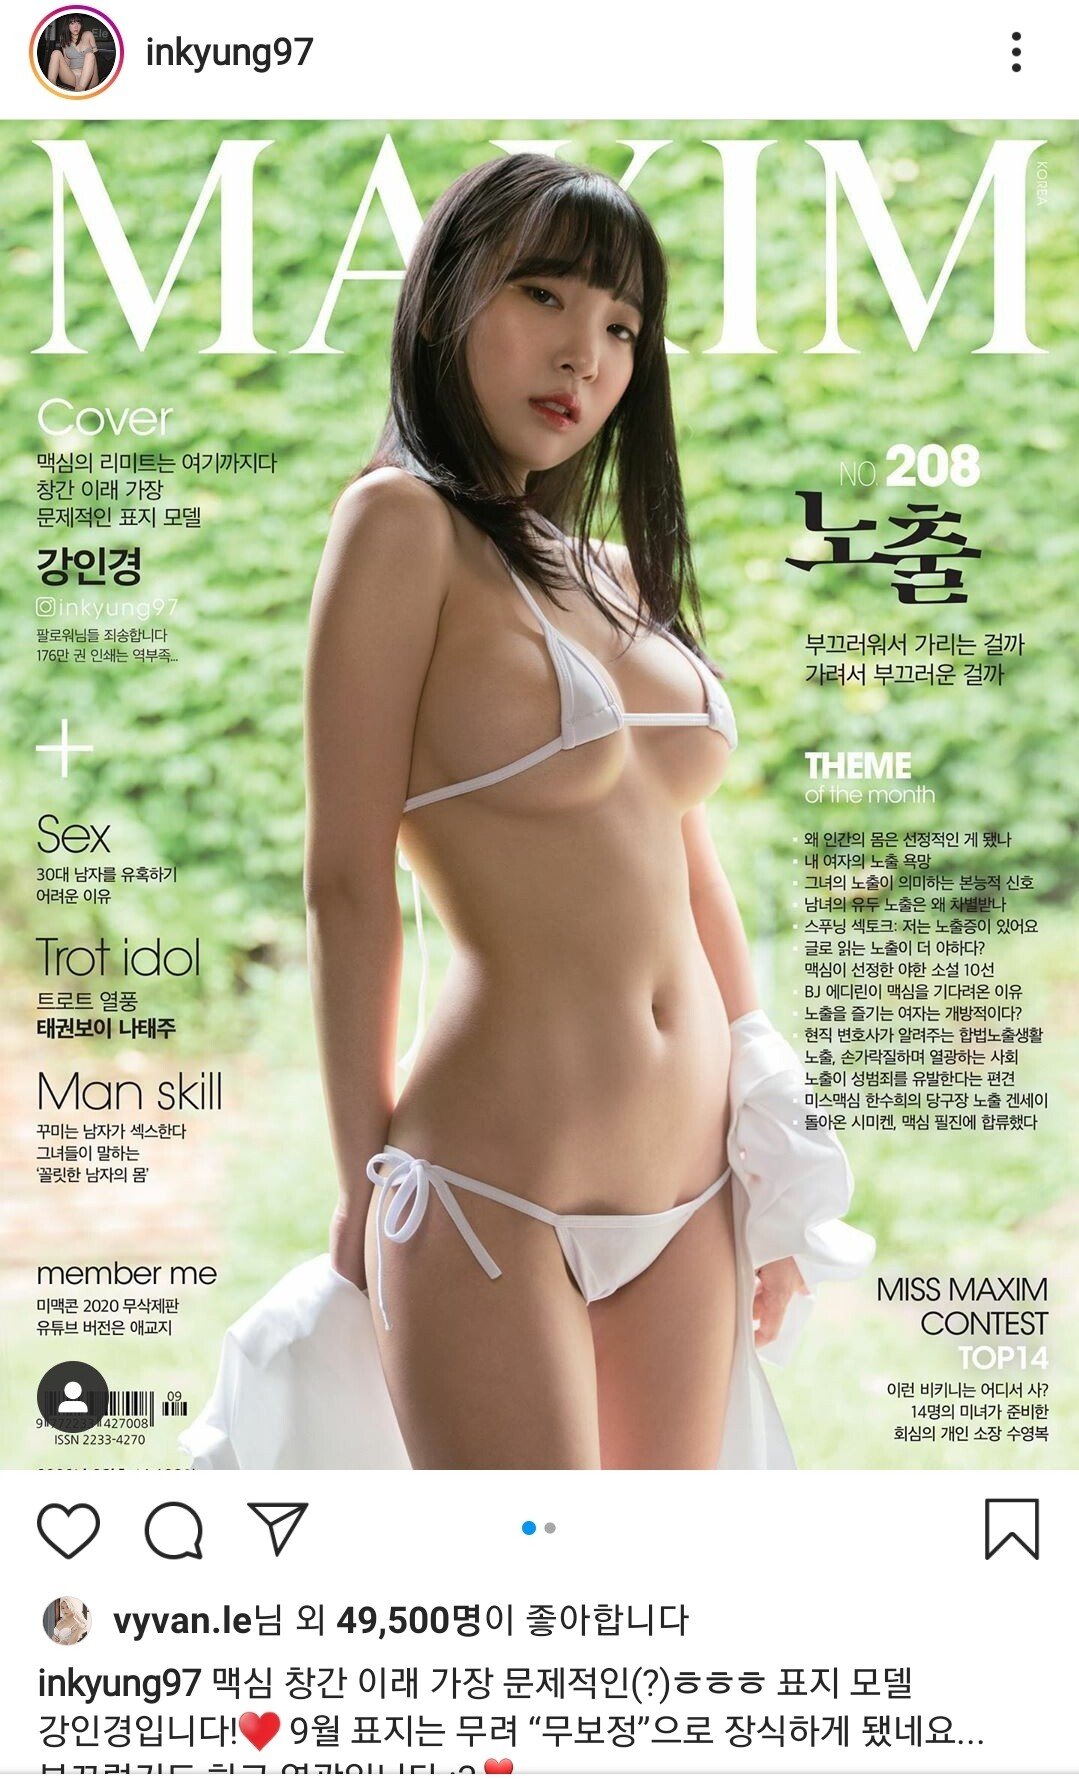 inkyung97
MAXIM
KOREA
Cover
맥심의 리미트는 여기까지다
창간 이래 가장
문제적인 표지 모델
강인경
inkyung97
팔로워님들 죄송합니다
176만 권 인쇄는 역부족...
+
Sex
30대 남자를 유혹하기
어려운 이유
Trot idol
트로트 열풍
태권보이 나태주
Man skill
꾸미는 남자가 섹스한다
그녀들이 말하는
‘꼴릿한 남자의 몸’
member me
미맥콘 2020 무삭제판
유튜브 버전은 애교지
09
9 772233 427008
ISSN 2233-4270
NO. 208
노출
부끄러워서 가리는 걸까
가려서 부끄러운 걸까
THEME
of the month
왜 인간의 몸은 선정적인 게 됐나
내 여자의 노출 욕망
그녀의 노출이 의미하는 본능적 신호
남녀의 유두 노출은 왜 차별받나
스푸닝 섹토크: 저는 노출증이 있어요
글로 읽는 노출이 더 야하다?
맥심이 선정한 야한 소설 10선
BJ 에디린이 맥심을 기다려온 이유
노출을 즐기는 여자는 개방적이다?
현직 변호사가 알려주는 합법노출생활
노출, 손가락질하며 열광하는 사회
노출이 성범죄를 유발한다는 편견
미스맥심 한수희의 당구장 노출 겐세이
돌아온 시미켄, 맥심 필진에 합류했다
MISS MAXIM
CONTEST
TOP14
이런 비키니는 어디서 사?
14명의 미녀가 준비한
회심의 개인 소장 수영복
vyvan.le님 외 49,500명이 좋아합니다
inkyung97 맥심 창간 이래 가장 문제적인(?)ㅎㅎㅎ 표지 모델
강인경입니다!♥ 9월 표지는 무려 “무보정”으로 장식하게 됐네요...